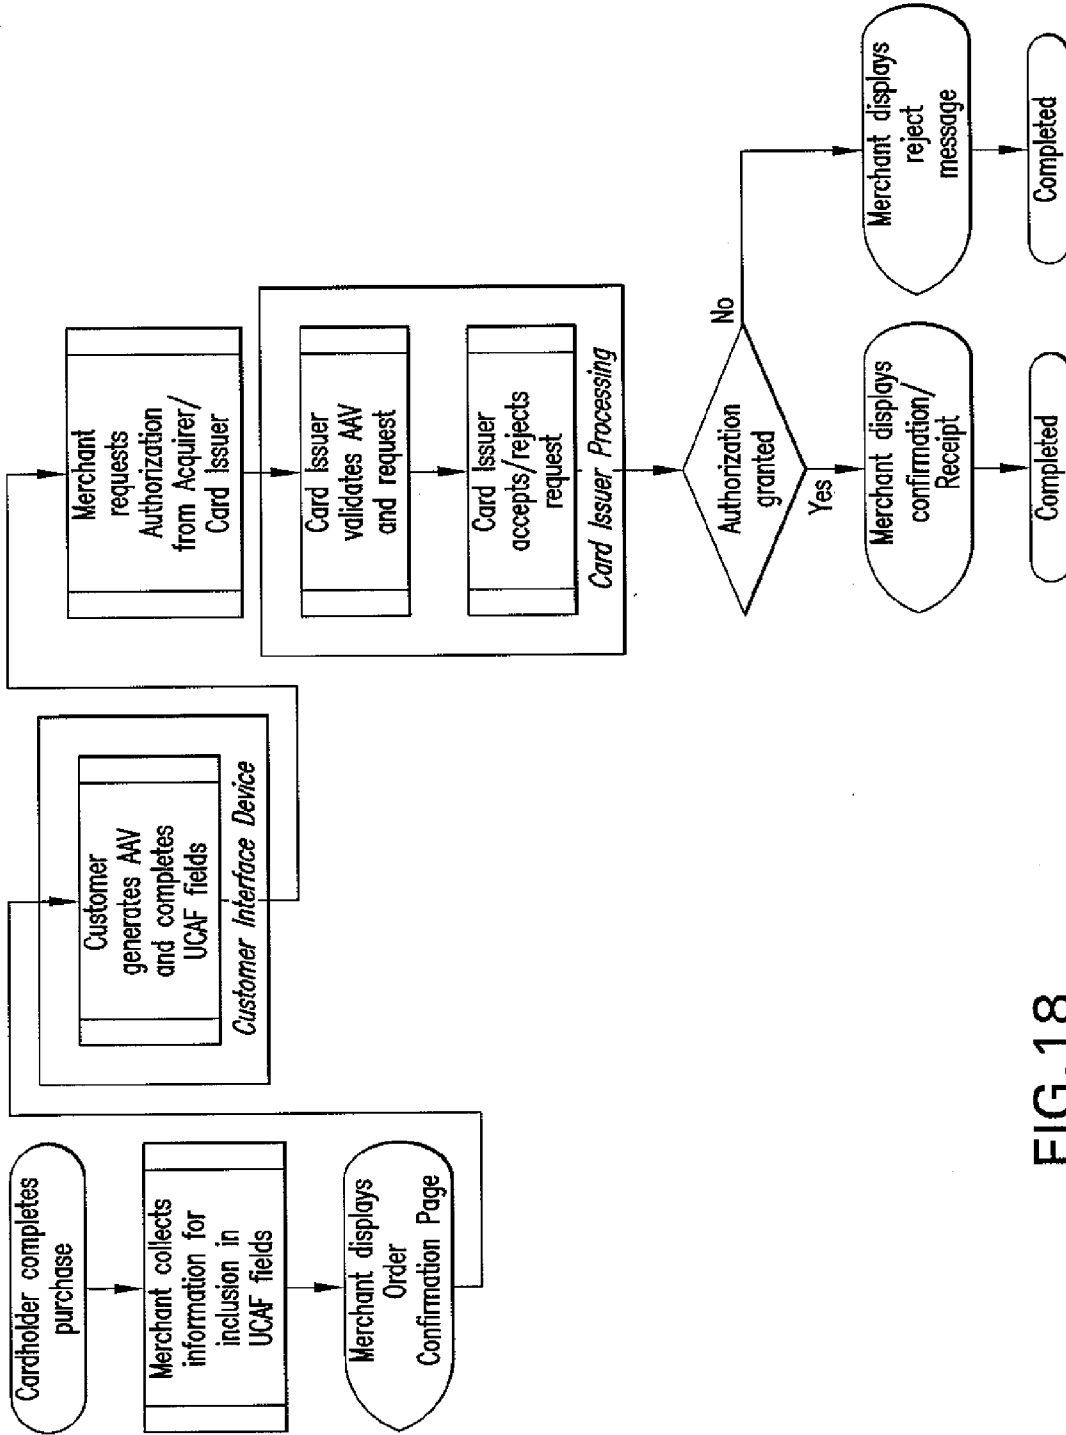 Cardholder completes
purchase
Merchant collects
information for
inclusion in
UCAF fields
Merchant displays
Order
Confirmation Page
Customer
generates AAV
and completes
UCAF fields
Customer Interface Device
Merchant
requests
Authorization
from Acquirer/
Card Issuer
Card Issuer
validates AAV
and request
Card Issuer
accepts/rejects
request
Card Issuer Processing
Authorization
granted
No
Yes
Merchant displays
confirmation/
Receipt
Completed
Merchant displays
reject
message
Completed
FIG. 18